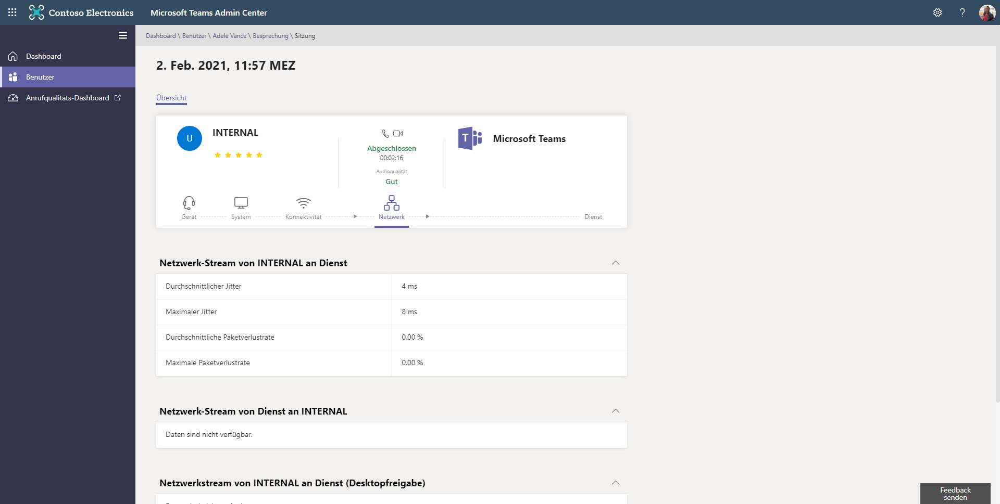 Contoso Electronics
Microsoft Teams Admin Center
?
Dashboard \ Benutzer \ Adele Vance \ Besprechung \ Sitzung
Dashboard
Benutzer
Anrufqualitäts-Dashboard
2. Feb. 2021, 11:57 MEZ
Übersicht
U
INTERNAL
Abgeschlossen
00:02:16
Audioqualität
Gut
T
Microsoft Teams
Gerät
System
Konnektivität
Netzwerk
Dienst
Netzwerk-Stream von INTERNAL an Dienst
Durchschnittlicher Jitter
4 ms
Maximaler Jitter
8 ms
Durchschnittliche Paketverlustrate
0,00 %
Maximale Paketverlustrate
0,00 %
Netzwerk-Stream von Dienst an INTERNAL
Daten sind nicht verfügbar.
Netzwerkstream von INTERNAL an Dienst (Desktopfreigabe)
Feedback
senden